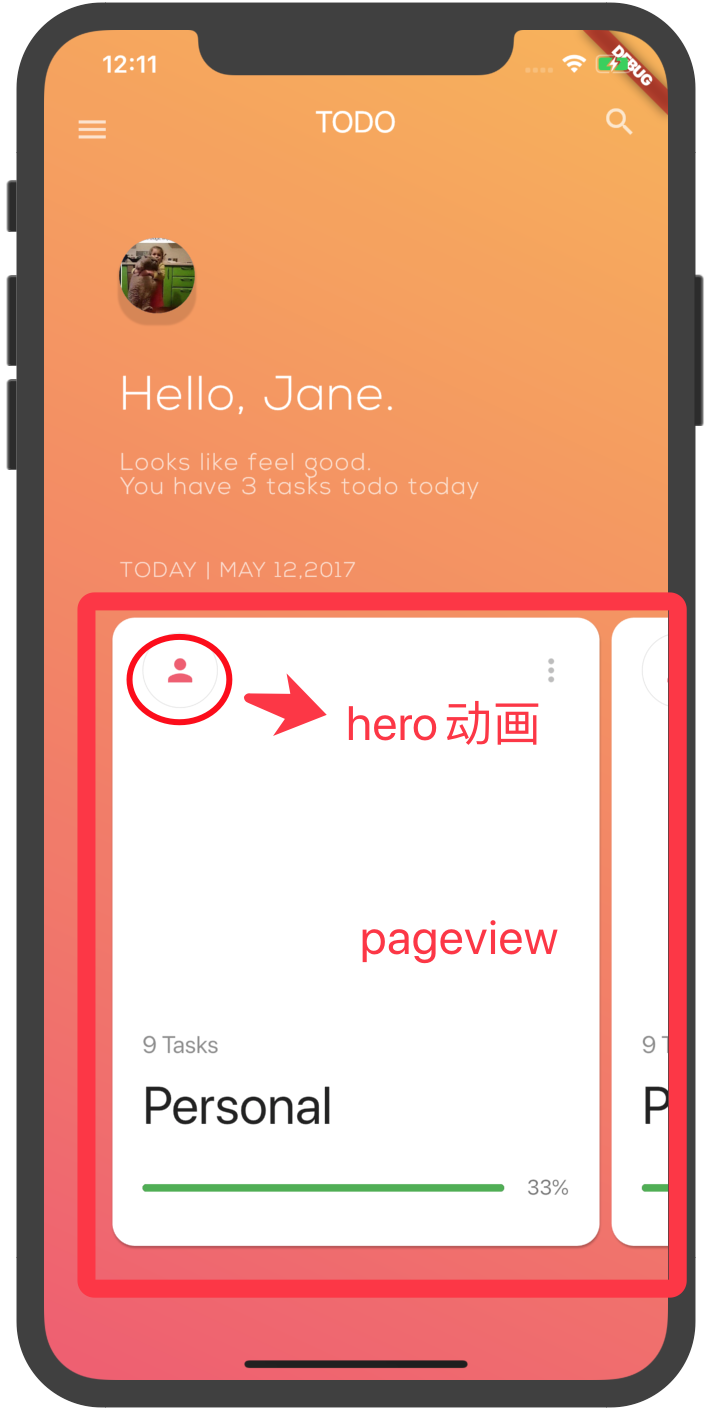 12:11
DEBUG
TODO
Hello, Jane.
Looks like feel good.
You have 3 tasks todo today
TODAY | MAY 12,2017
hero 动画
pageview
9 Tasks
9 T
Personal
P
33%